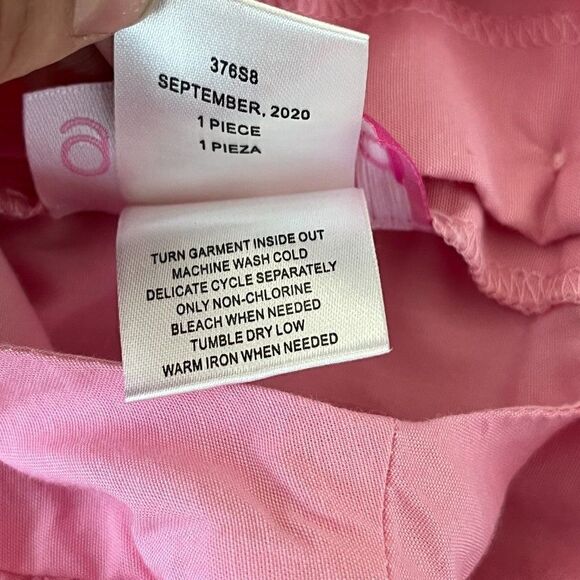 376S8
SEPTEMBER, 2020
1 PIECE
1 PIEZA
TURN GARMENT INSIDE OUT
MACHINE WASH COLD
DELICATE CYCLE SEPARATELY
ONLY NON-CHLORINE
BLEACH WHEN NEEDED
TUMBLE DRY LOW
WARM IRON WHEN NEEDED